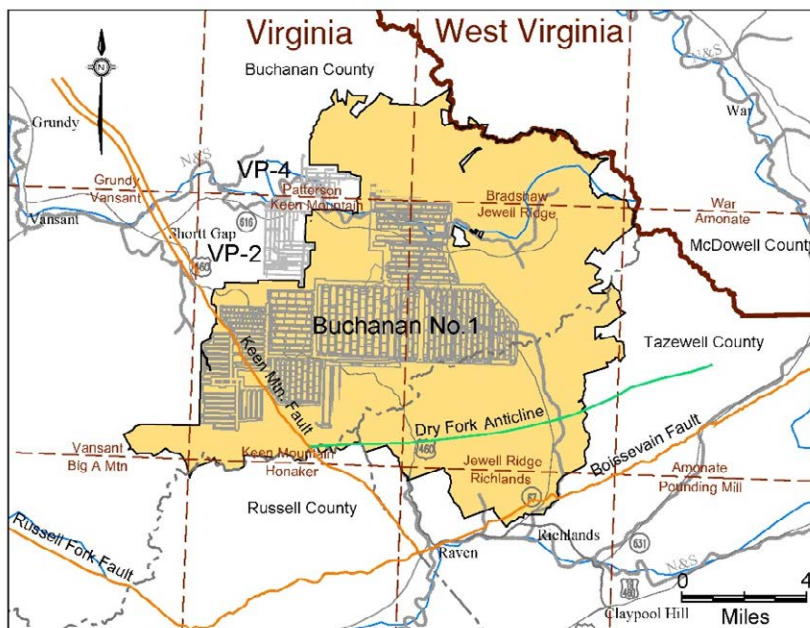 Virginia
West Virginia
Buchanan County
War
Grundy
N&S
VP-4
Grundy
Vansant
Patterson
Keen Mountain
Bradshaw
Jewell Ridge
War
Amonate
Vansant
616
Shortt Gap
McDowell County
VP-2
460
Buchanan No.1
Tazewell County
Keen Mtn. Fault
Dry Fork Anticline
Boissevain Fault
Vansant
Big A Mtn
Keen Mountain
Honaker
460
Jewell Ridge
Richlands
Amonate
Pounding Mill
67
Russell County
Russell Fork Fault
Raven
Richlands
631
N&S
460
Claypool Hill
0 4
Miles